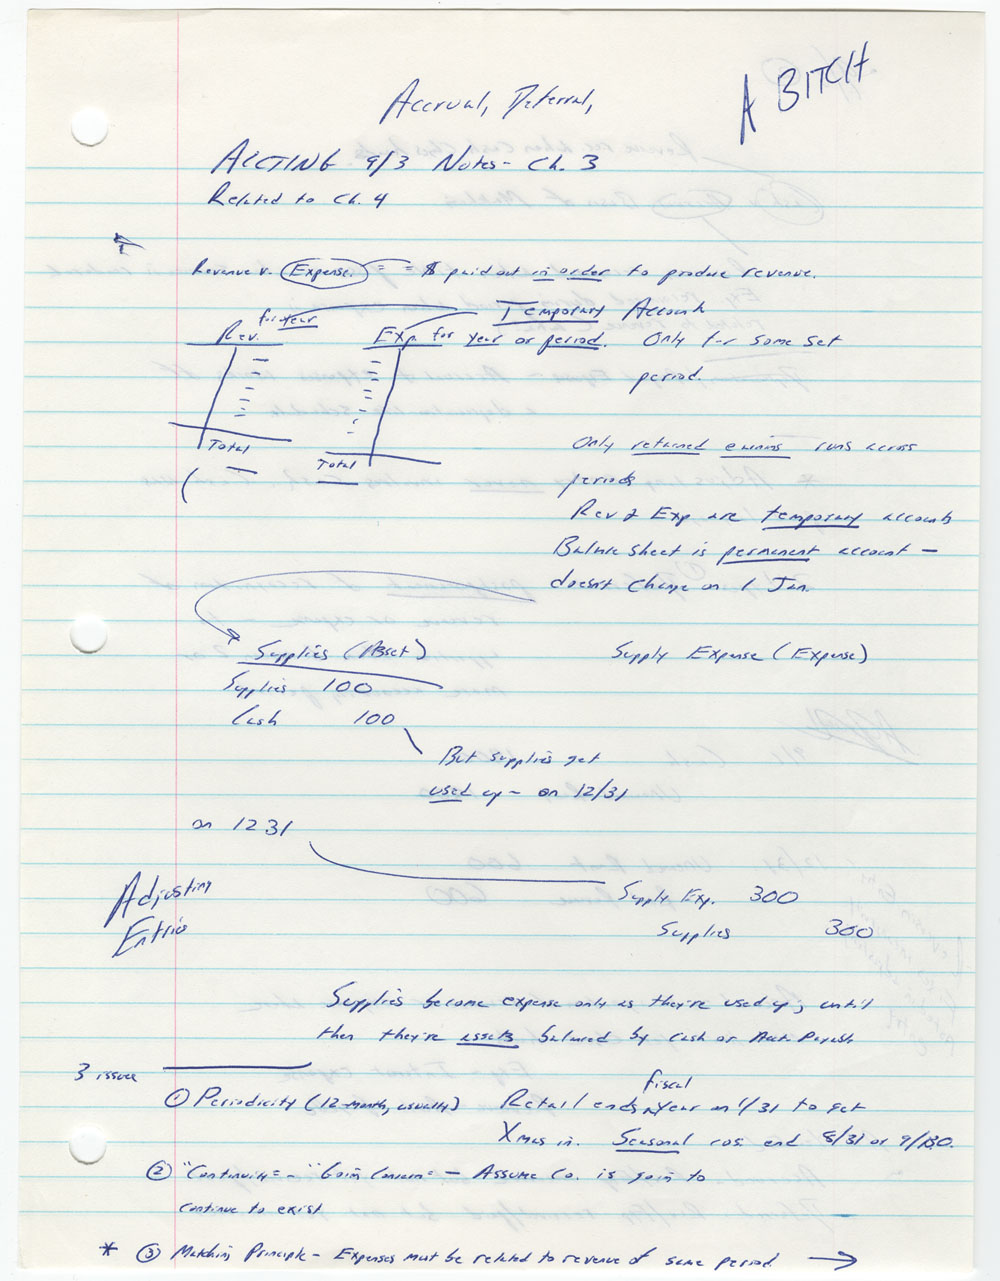 A BITCH
Accrual, Deferral,
ACCTING 9/3 Notes - Ch. 3
Related to Ch. 4
Revenue v. Expense. = $ paid out in order to produce revenue.
Temporary Accounts
for year
Rev.
Exp. for year or period. Only for some set
period.
Total
Total
Only retained earnings runs across
periods
Rev & Exp are temporary accounts
Balance sheet is permanent account -
doesn't change on 1 Jan.
Supplies (Asset)
Supply Expense (Expense)
Supplies 100
Cash 100
But supplies get
used up - on 12/31
on 12 31
Adjusting
Entries
Supply Exp. 300
Supplies 300
Supplies become expense only as they're used up, until
then they're assets balanced by cash or Acct. Payable
3 issues
① Periodicity (12-month, usually)
Retail ends fiscal year on 1/31 to get
Xmas in. Seasonal cos. end 8/31 or 9/30.
② "Continuity" - "Goin Concern" - Assume Co. is goin to
continue to exist
* ③ Matching Principle - Expenses must be related to revenue of same period →